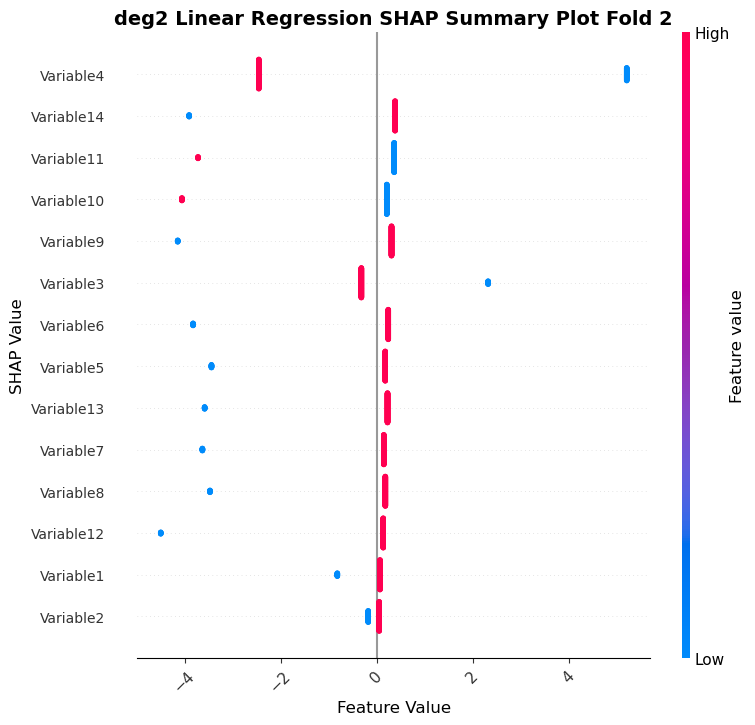 deg2 Linear Regression SHAP Summary Plot Fold 2
High
Variable4
Variable14
Variable11
Variable10
Variable9
Variable3
Variable6
Variable5
Variable13
Variable7
Variable8
Variable12
Variable1
Variable2
SHAP Value
Feature value
Low
−4
−2
0
2
4
Feature Value